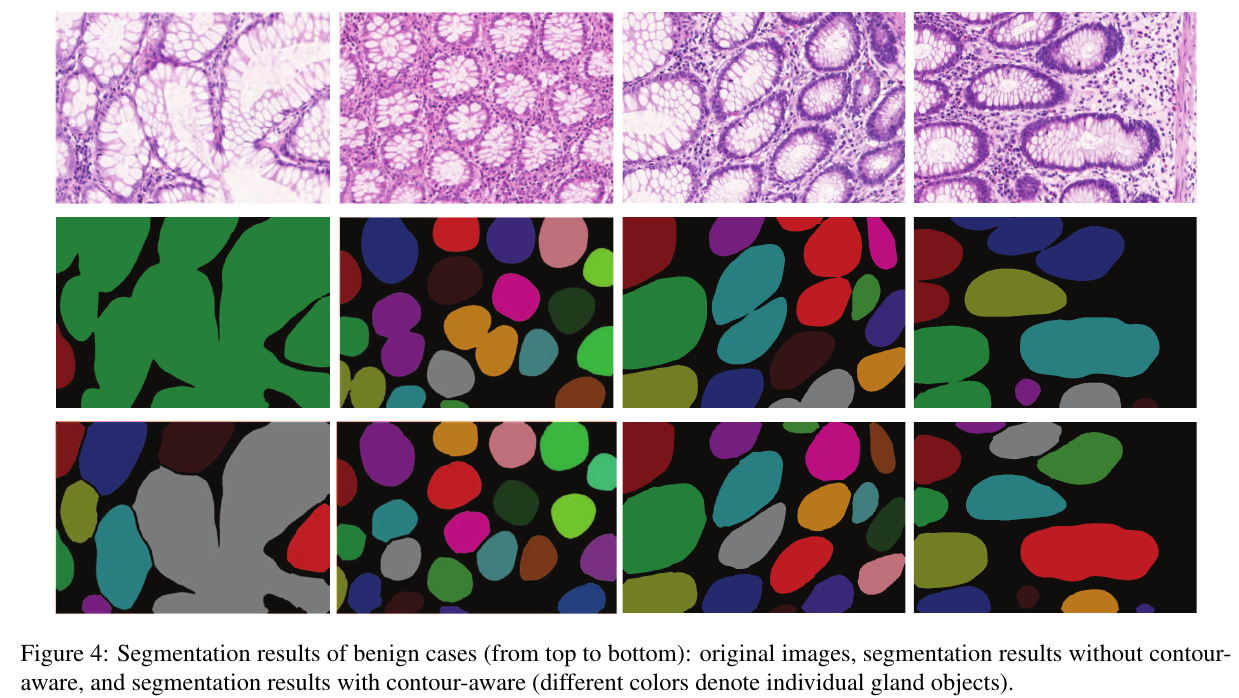 Figure 4: Segmentation results of benign cases (from top to bottom): original images, segmentation results without contour-
aware, and segmentation results with contour-aware (different colors denote individual gland objects).